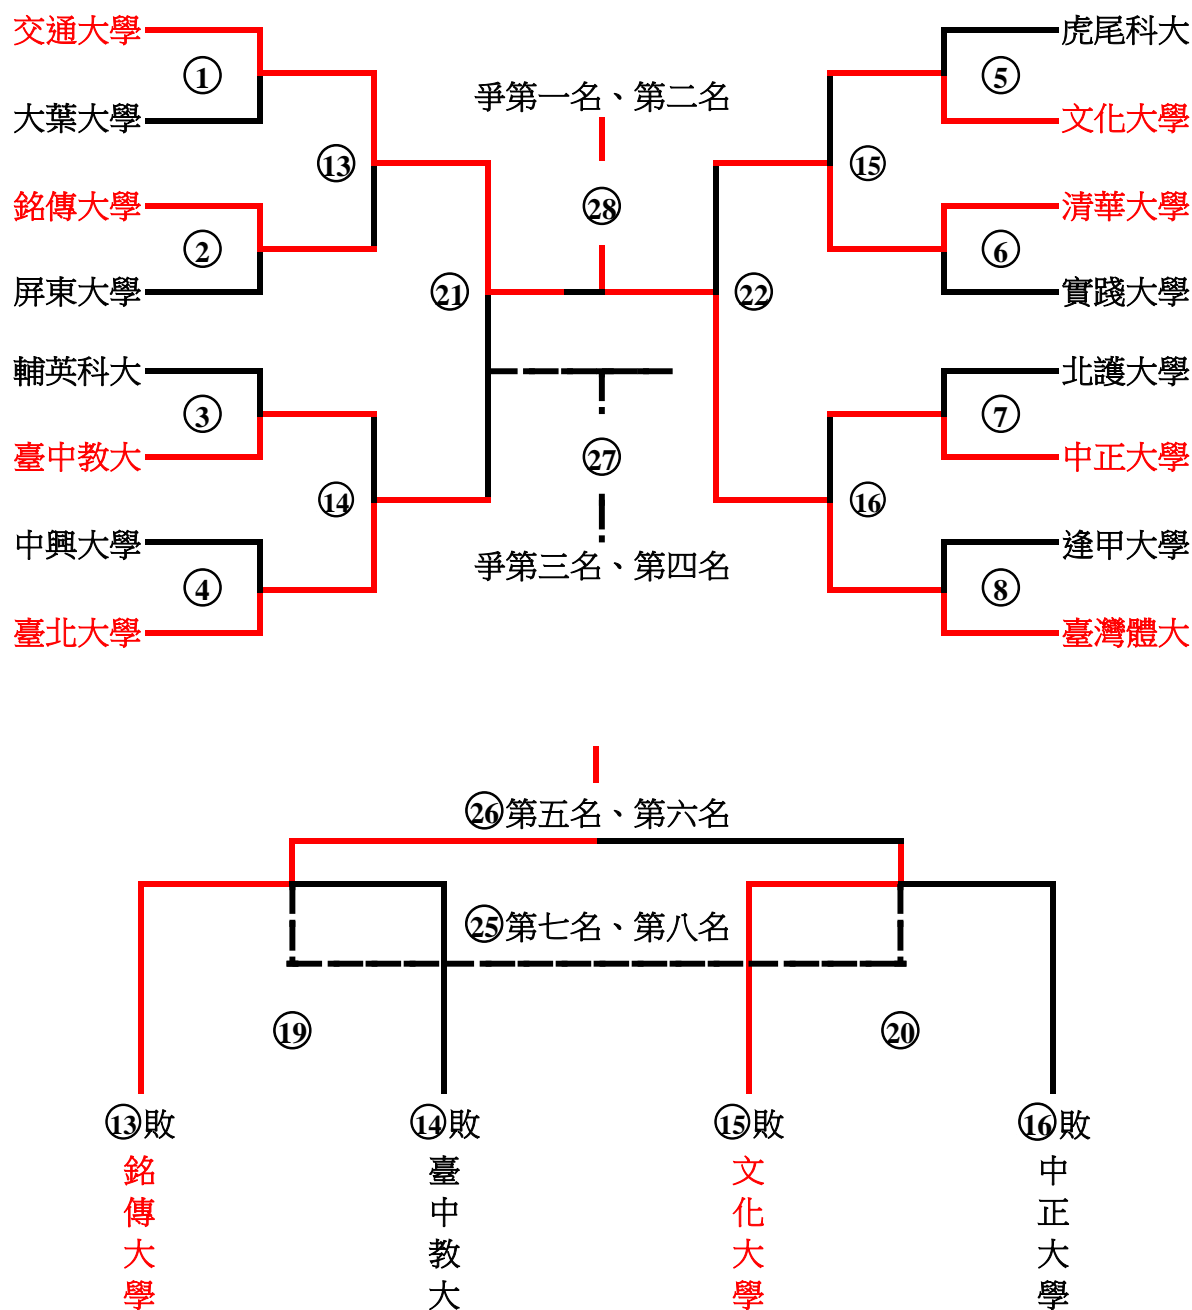 交通大學
①
大葉大學
⑬
銘傳大學
②
屏東大學
㉑
輔英科大
③
臺中教大
⑭
中興大學
④
臺北大學
爭第一名、第二名
㉘
㉗
爭第三名、第四名
虎尾科大
⑤
文化大學
⑮
清華大學
⑥
實踐大學
㉒
北護大學
⑦
中正大學
⑯
逢甲大學
⑧
臺灣體大
㉖第五名、第六名
㉕第七名、第八名
⑲
⑳
⑬敗
銘傳大學
⑭敗
臺中教大
⑮敗
文化大學
⑯敗
中正大學